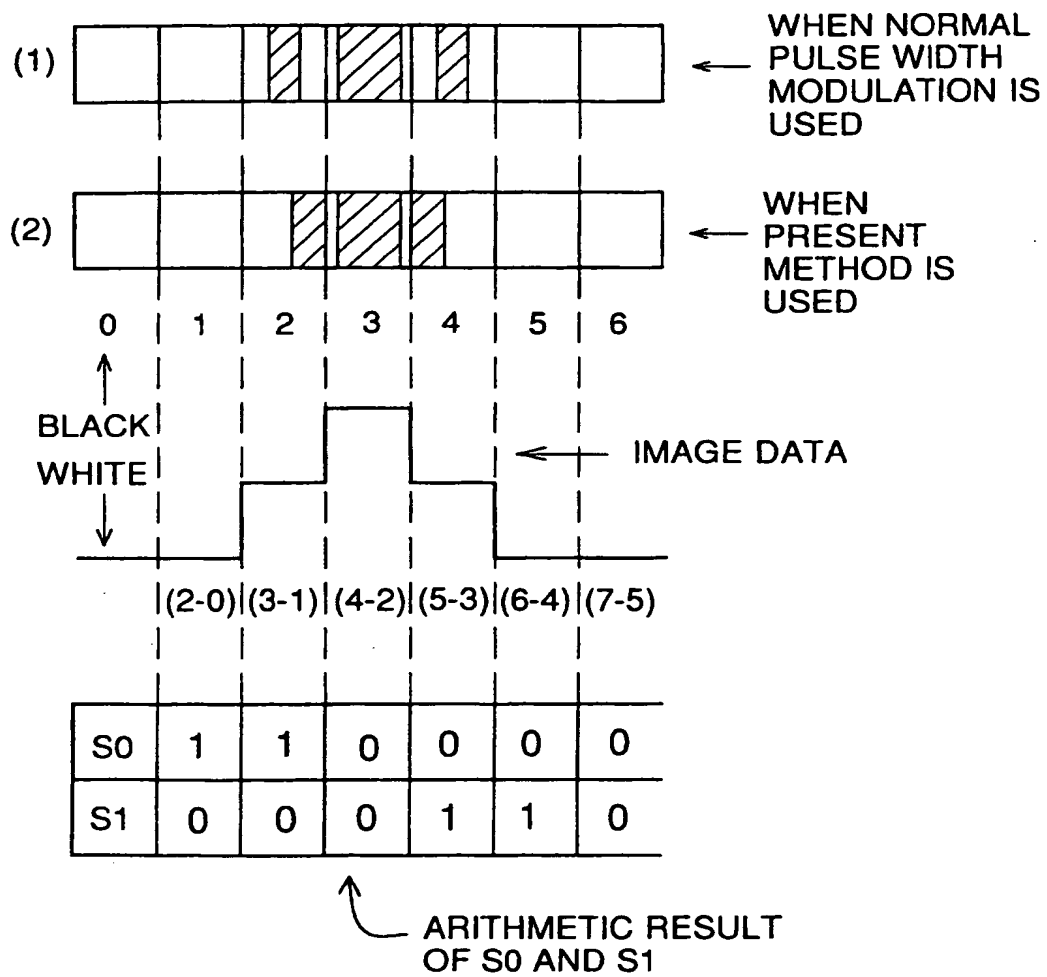 (1)
WHEN NORMAL
PULSE WIDTH
MODULATION IS
USED
(2)
WHEN
PRESENT
METHOD IS
USED
0 1 2 3 4 5 6
BLACK
WHITE
IMAGE DATA
(2-0) (3-1) (4-2) (5-3) (6-4) (7-5)
S0 1 1 0 0 0 0
S1 0 0 0 1 1 0
ARITHMETIC RESULT
OF S0 AND S1